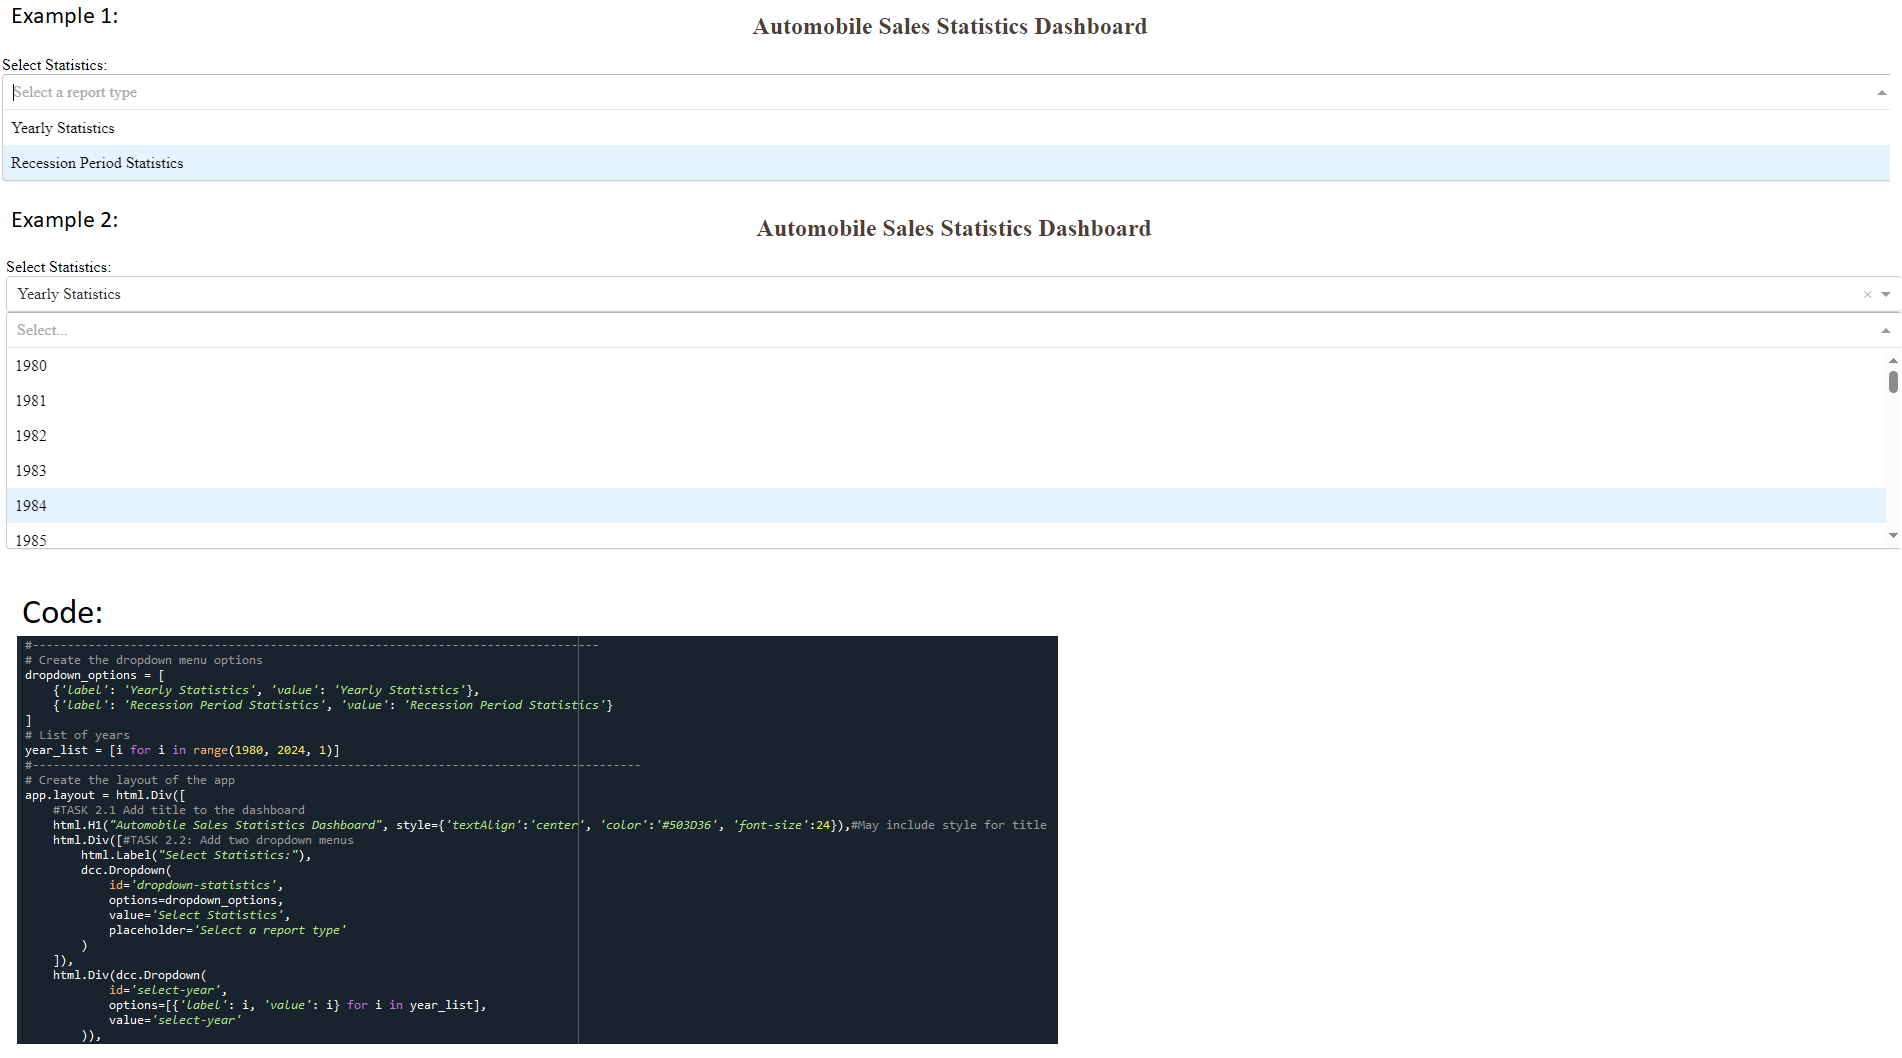 Example 1:
Automobile Sales Statistics Dashboard
Select Statistics:
Select a report type
Yearly Statistics
Recession Period Statistics
Example 2:
Automobile Sales Statistics Dashboard
Select Statistics:
Yearly Statistics
×
Select...
1980
1981
1982
1983
1984
1985
Code:
#---------------------------------------------------------------------------------
# Create the dropdown menu options
dropdown_options = [
    {'label': 'Yearly Statistics', 'value': 'Yearly Statistics'},
    {'label': 'Recession Period Statistics', 'value': 'Recession Period Statistics'}
]
# List of years
year_list = [i for i in range(1980, 2024, 1)]
#---------------------------------------------------------------------------------------
# Create the layout of the app
app.layout = html.Div([
    #TASK 2.1 Add title to the dashboard
    html.H1("Automobile Sales Statistics Dashboard", style={'textAlign':'center', 'color':'#503D36', 'font-size':24}),#May include style for title
    html.Div([#TASK 2.2: Add two dropdown menus
        html.Label("Select Statistics:"),
        dcc.Dropdown(
            id='dropdown-statistics',
            options=dropdown_options,
            value='Select Statistics',
            placeholder='Select a report type'
        )
    ]),
    html.Div(dcc.Dropdown(
            id='select-year',
            options=[{'label': i, 'value': i} for i in year_list],
            value='select-year'
        )),